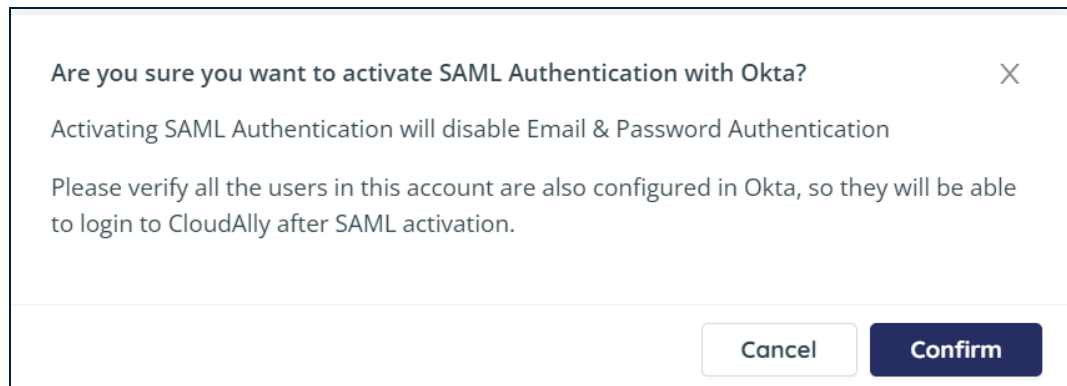 Are you sure you want to activate SAML Authentication with Okta?
Activating SAML Authentication will disable Email & Password Authentication
Please verify all the users in this account are also configured in Okta, so they will be able
to login to CloudAlly after SAML activation.
Cancel
Confirm